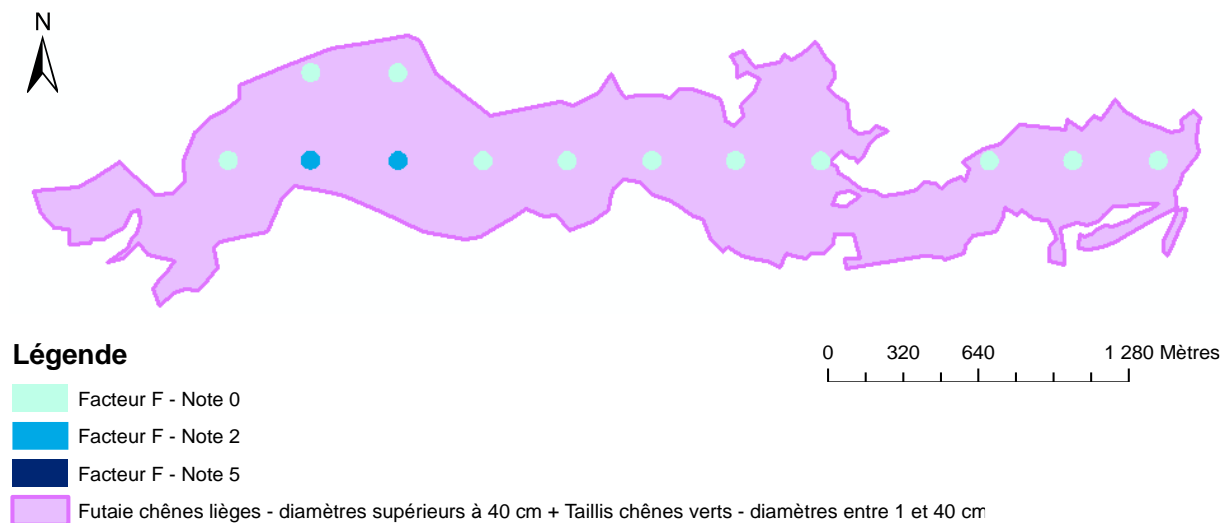 N
Légende
0 320 640 1 280 Mètres
Facteur F - Note 0
Facteur F - Note 2
Facteur F - Note 5
Futaie chênes lièges - diamètres supérieurs à 40 cm + Taillis chênes verts - diamètres entre 1 et 40 cm